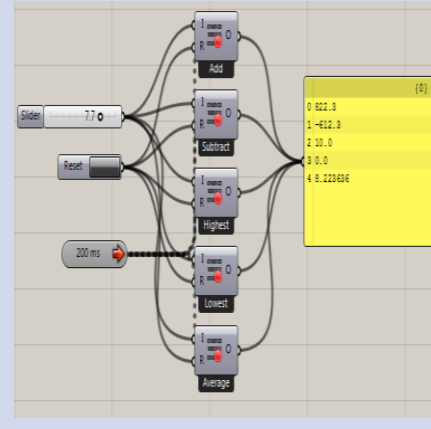 Slider
7.7
Reset
200 ms
I
R
O
Add
I
R
O
Subtract
I
R
O
Highest
I
R
O
Lowest
I
R
O
Average
{0}
0 822.3
1 -612.3
2 10.0
3 0.0
4 8.223636